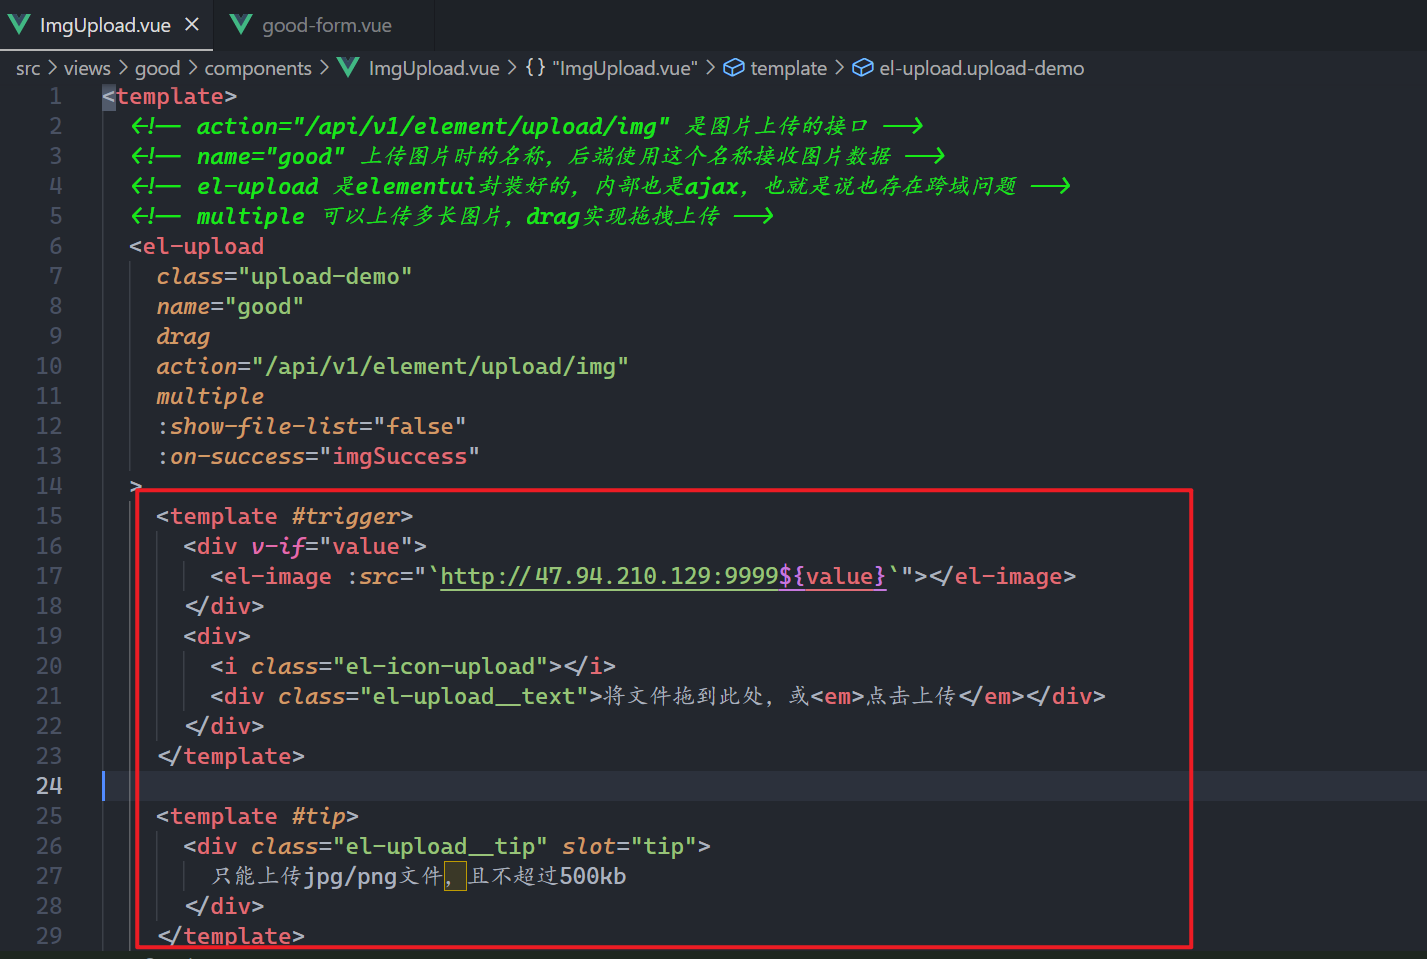 ImgUpload.vue × good-form.vue
src > views > good > components > ImgUpload.vue > {} "ImgUpload.vue" > template > el-upload.upload-demo
1 <template>
2 <!-- action="/api/v1/element/upload/img" 是图片上传的接口 -->
3 <!-- name="good" 上传图片时的名称，后端使用这个名称接收图片数据 -->
4 <!-- el-upload 是elementui封装好的，内部也是ajax，也就是说也存在跨域问题 -->
5 <!-- multiple 可以上传多长图片，drag实现拖拽上传 -->
6 <el-upload
7 class="upload-demo"
8 name="good"
9 drag
10 action="/api/v1/element/upload/img"
11 multiple
12 :show-file-list="false"
13 :on-success="imgSuccess"
14 >
15 <template #trigger>
16 <div v-if="value">
17 <el-image :src="`http://47.94.210.129:9999${value}`"></el-image>
18 </div>
19 <div>
20 <i class="el-icon-upload"></i>
21 <div class="el-upload__text">将文件拖到此处，或<em>点击上传</em></div>
22 </div>
23 </template>
24
25 <template #tip>
26 <div class="el-upload__tip" slot="tip">
27 只能上传jpg/png文件，且不超过500kb
28 </div>
29 </template>